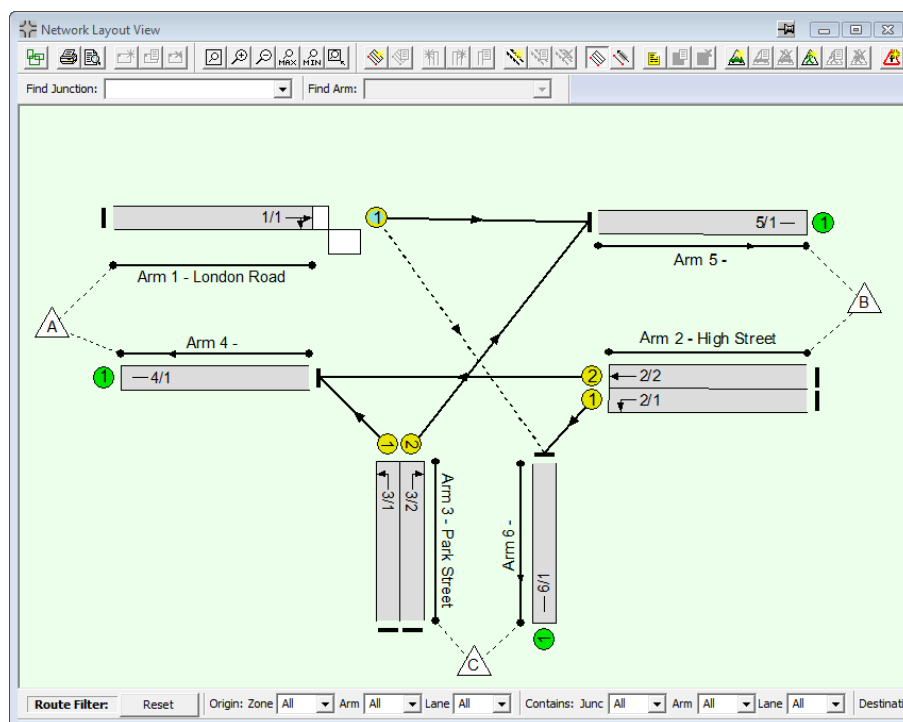 Network Layout View
MAX MIN
Find Junction: Find Arm:
1/1 1 5/1 1
Arm 1 - London Road Arm 5 -
A B
Arm 4 - Arm 2 - High Street
1 4/1 2 2/2
1 2/1
1 2
3/1 3/2 Arm 3 - Park Street Arm 6 - 6/1
1
C
Route Filter: Reset Origin: Zone All Arm All Lane All Contains: Junc All Arm All Lane All Destinati